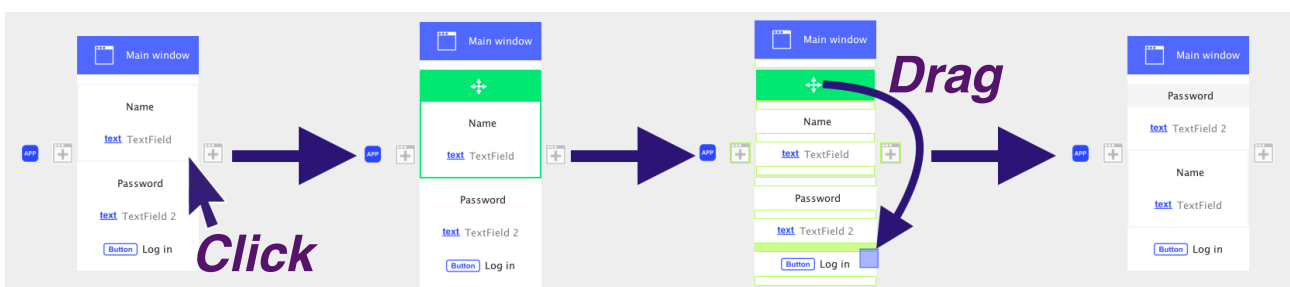 Main window
Name
text TextField
APP
Password
text TextField 2
Button Log in
Click
Main window
Name
text TextField
APP
Password
text TextField 2
Button Log in
Main window
Drag
Name
text TextField
APP
Password
text TextField 2
Button Log in
Main window
Password
text TextField 2
APP
Name
text TextField
Button Log in